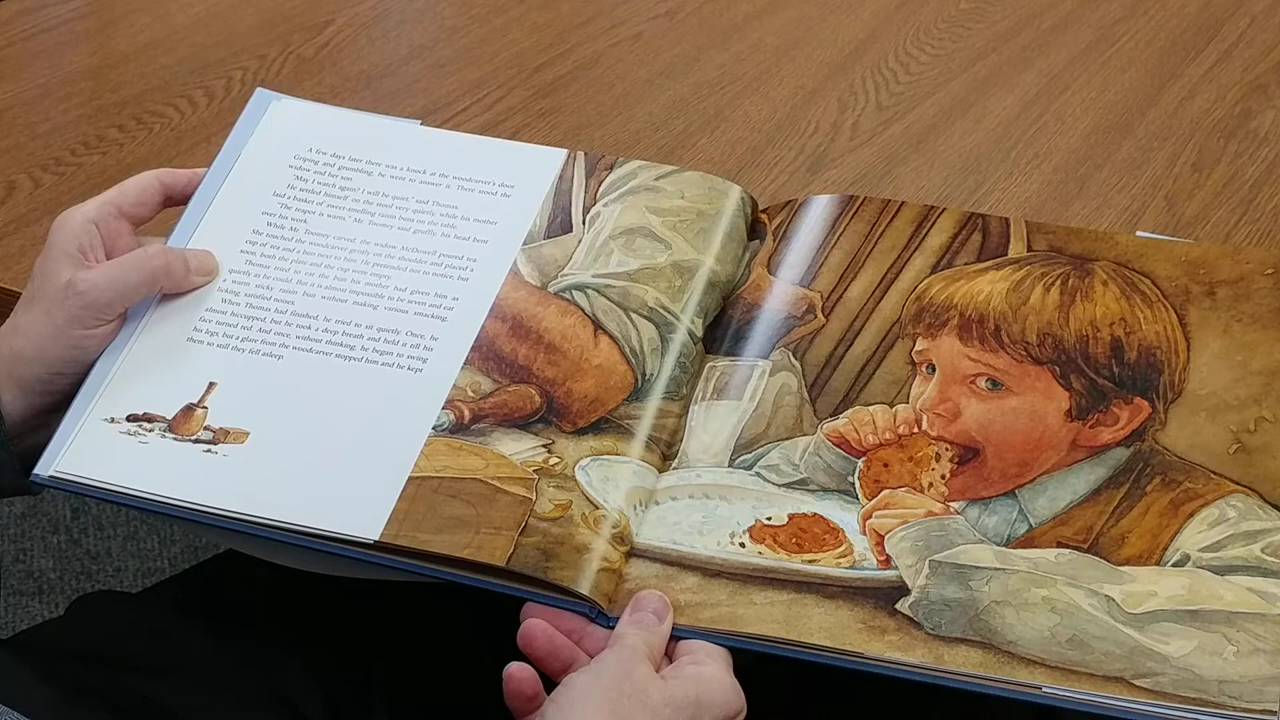 A few days later there was a knock at the woodcarver's door
Griping and grumbling, he went to answer it. There stood the
widow and her son.
"May I watch again? I will be quiet," said Thomas.
He settled himself on the stool very quietly, while his mother
laid a basket of sweet-smelling raisin buns on the table.
"The teapot is warm," Mr. Toomey said gruffly, his head bent
over his work.
While Mr. Toomey carved, the widow McDowell poured tea
She touched the woodcarver gently on the shoulder and placed a
cup of tea and a bun next to him. He pretended not to notice, but
soon, both the plate and the cup were empty.
Thomas tried to eat the bun his mother had given him as
quietly as he could. But it is almost impossible to be seven and eat
a warm sticky raisin bun without making various smacking,
licking, satisfied noises.
When Thomas had finished, he tried to sit quietly. Once, he
almost hiccupped, but he took a deep breath and held it till his
face turned red. And once, without thinking, he began to swing
his legs, but a glare from the woodcarver stopped him and he kept
them so still they fell asleep.